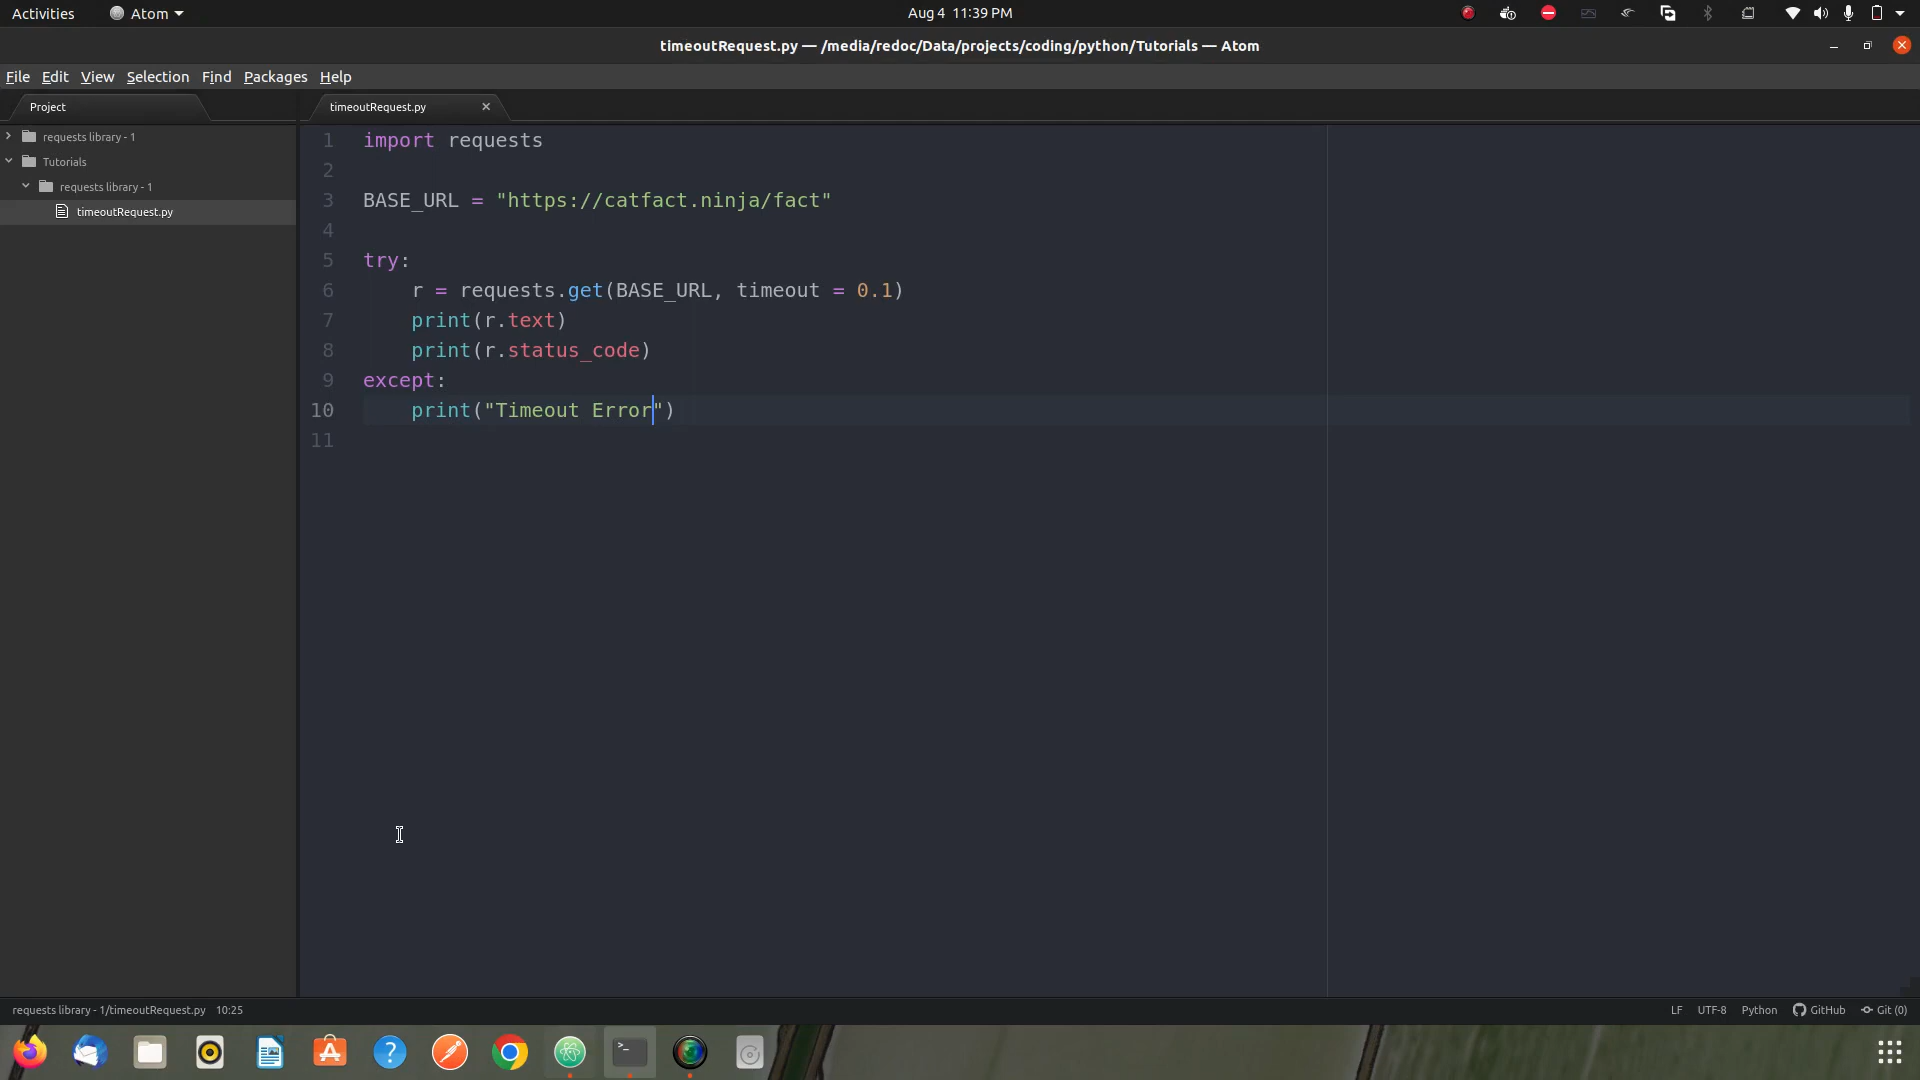 Activities Atom Aug 4 11:39 PM
timeoutRequest.py — /media/redoc/Data/projects/coding/python/Tutorials — Atom
File Edit View Selection Find Packages Help
Project timeoutRequest.py
requests library - 1
Tutorials
requests library - 1
timeoutRequest.py
1 import requests
2
3 BASE_URL = "https://catfact.ninja/fact"
4
5 try:
6 r = requests.get(BASE_URL, timeout = 0.1)
7 print(r.text)
8 print(r.status_code)
9 except:
10 print("Timeout Error")
11
requests library - 1/timeoutRequest.py 10:25 LF UTF-8 Python GitHub Git (0)